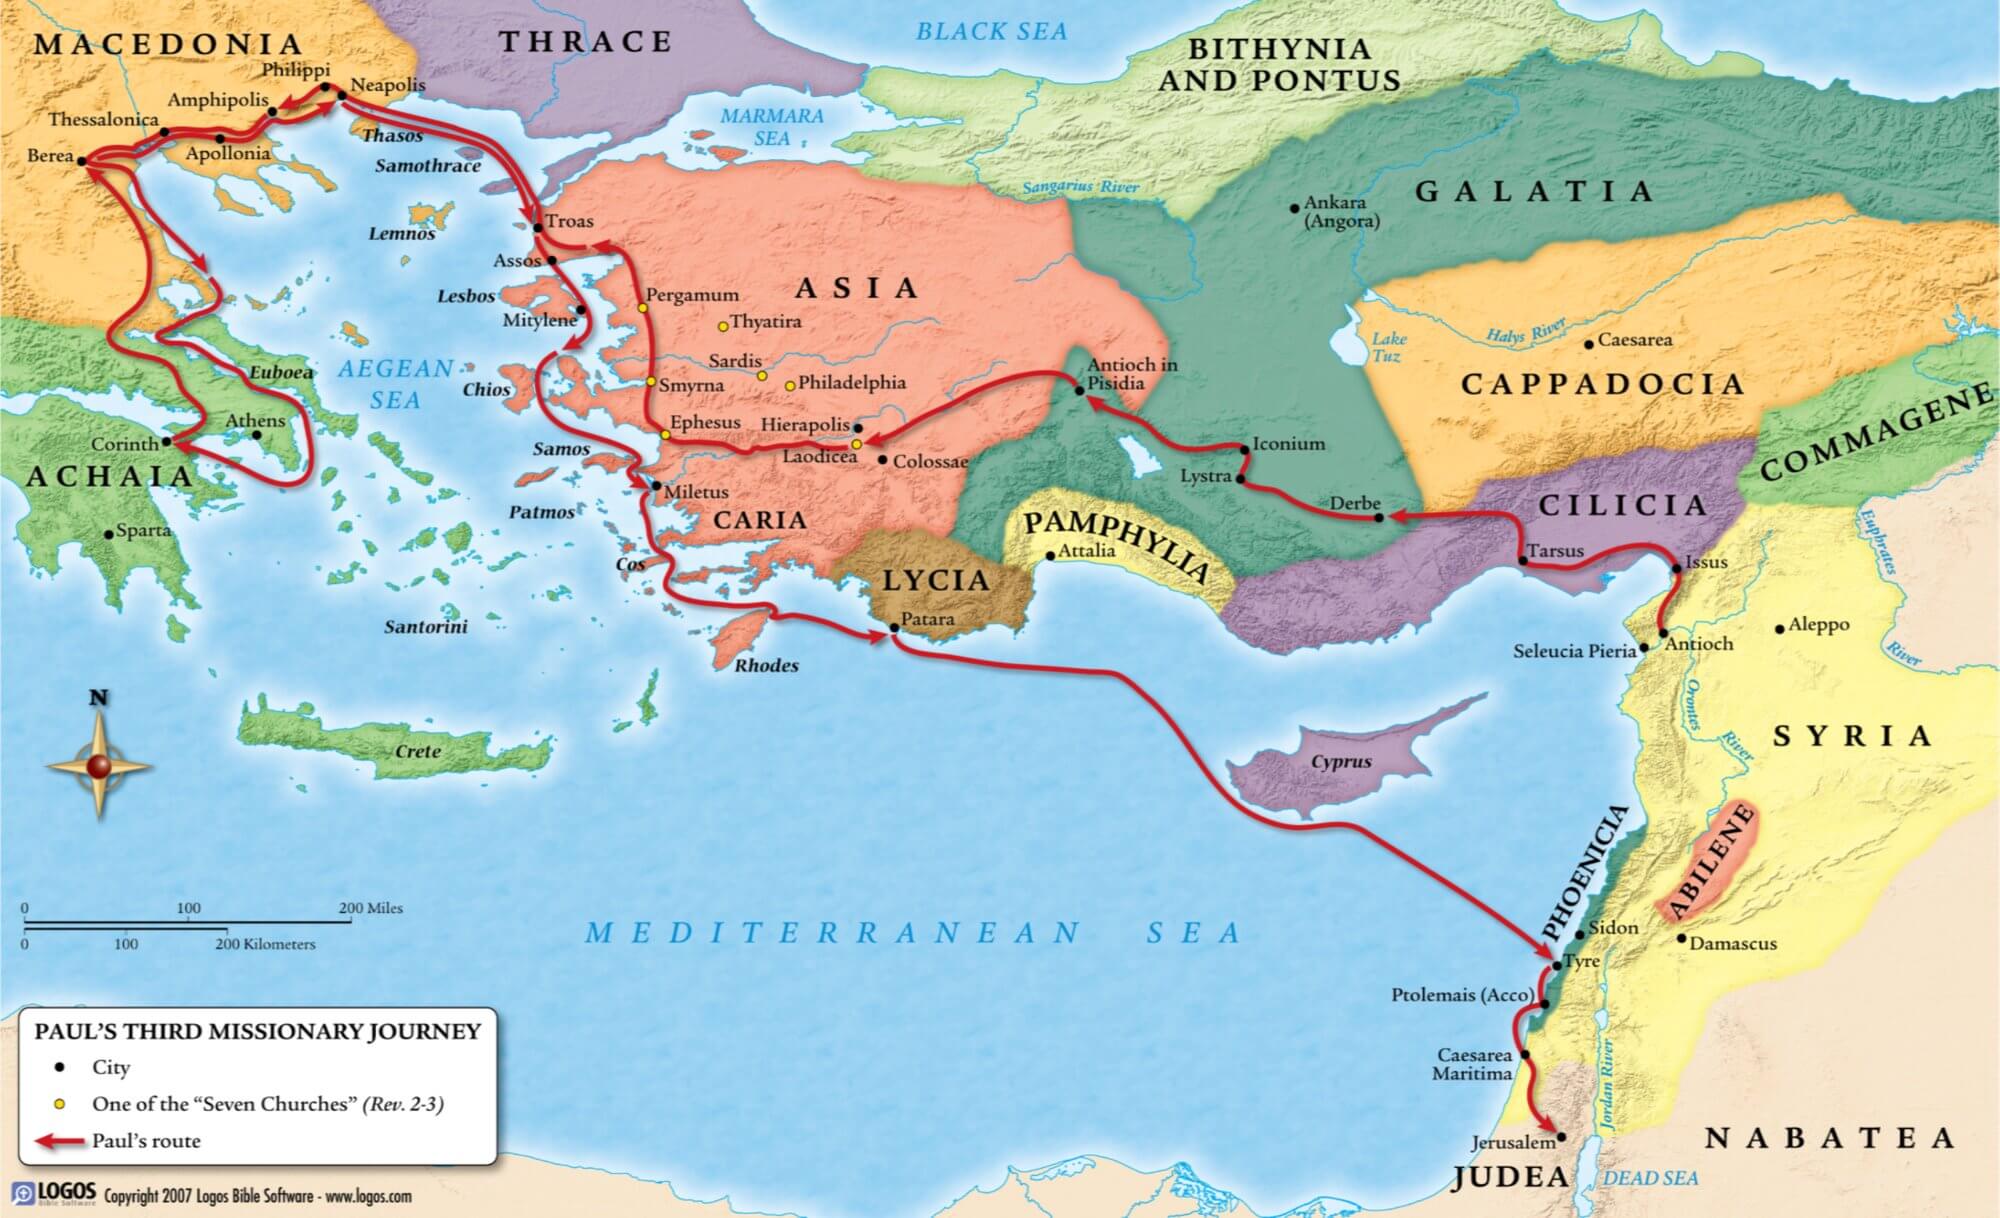 BLACK SEA
MACEDONIA
THRACE
BITHYNIA
AND PONTUS
Philippi
Neapolis
Amphipolis
Thessalonica
Thasos
MARMARA
SEA
Berea
Apollonia
Samothrace
Sangarius River
GALATIA
Ankara
(Angora)
Troas
Lemnos
Assos
Lesbos
Mitylene
Pergamum
ASIA
Thyatira
Halys River
Lake
Tuz
Caesarea
AEGEAN
SEA
Euboea
Chios
Sardis
Smyrna
Philadelphia
Antioch in
Pisidia
CAPPADOCIA
COMMAGENE
Athens
Corinth
Ephesus
Hierapolis
Laodicea
Colossae
Iconium
Lystra
Samos
ACHAIA
Miletus
Derbe
CILICIA
Patmos
CARIA
PAMPHYLIA
Attalia
Sparta
Tarsus
Issus
Euphrates
River
Cos
LYCIA
Patara
Santorini
Rhodes
Aleppo
Seleucia Pieria
Antioch
Orontes
River
SYRIA
N
Crete
Cyprus
PHOENICIA
ABILENE
0 100 200 Miles
0 100 200 Kilometers
MEDITERRANEAN SEA
Sidon
Damascus
Tyre
Ptolemais (Acco)
Caesarea
Maritima
Jordan River
Jerusalem
JUDEA
DEAD SEA
NABATEA
PAUL'S THIRD MISSIONARY JOURNEY
City
One of the “Seven Churches” (Rev. 2-3)
Paul's route
LOGOS
Bible Software
Copyright 2007 Logos Bible Software - www.logos.com